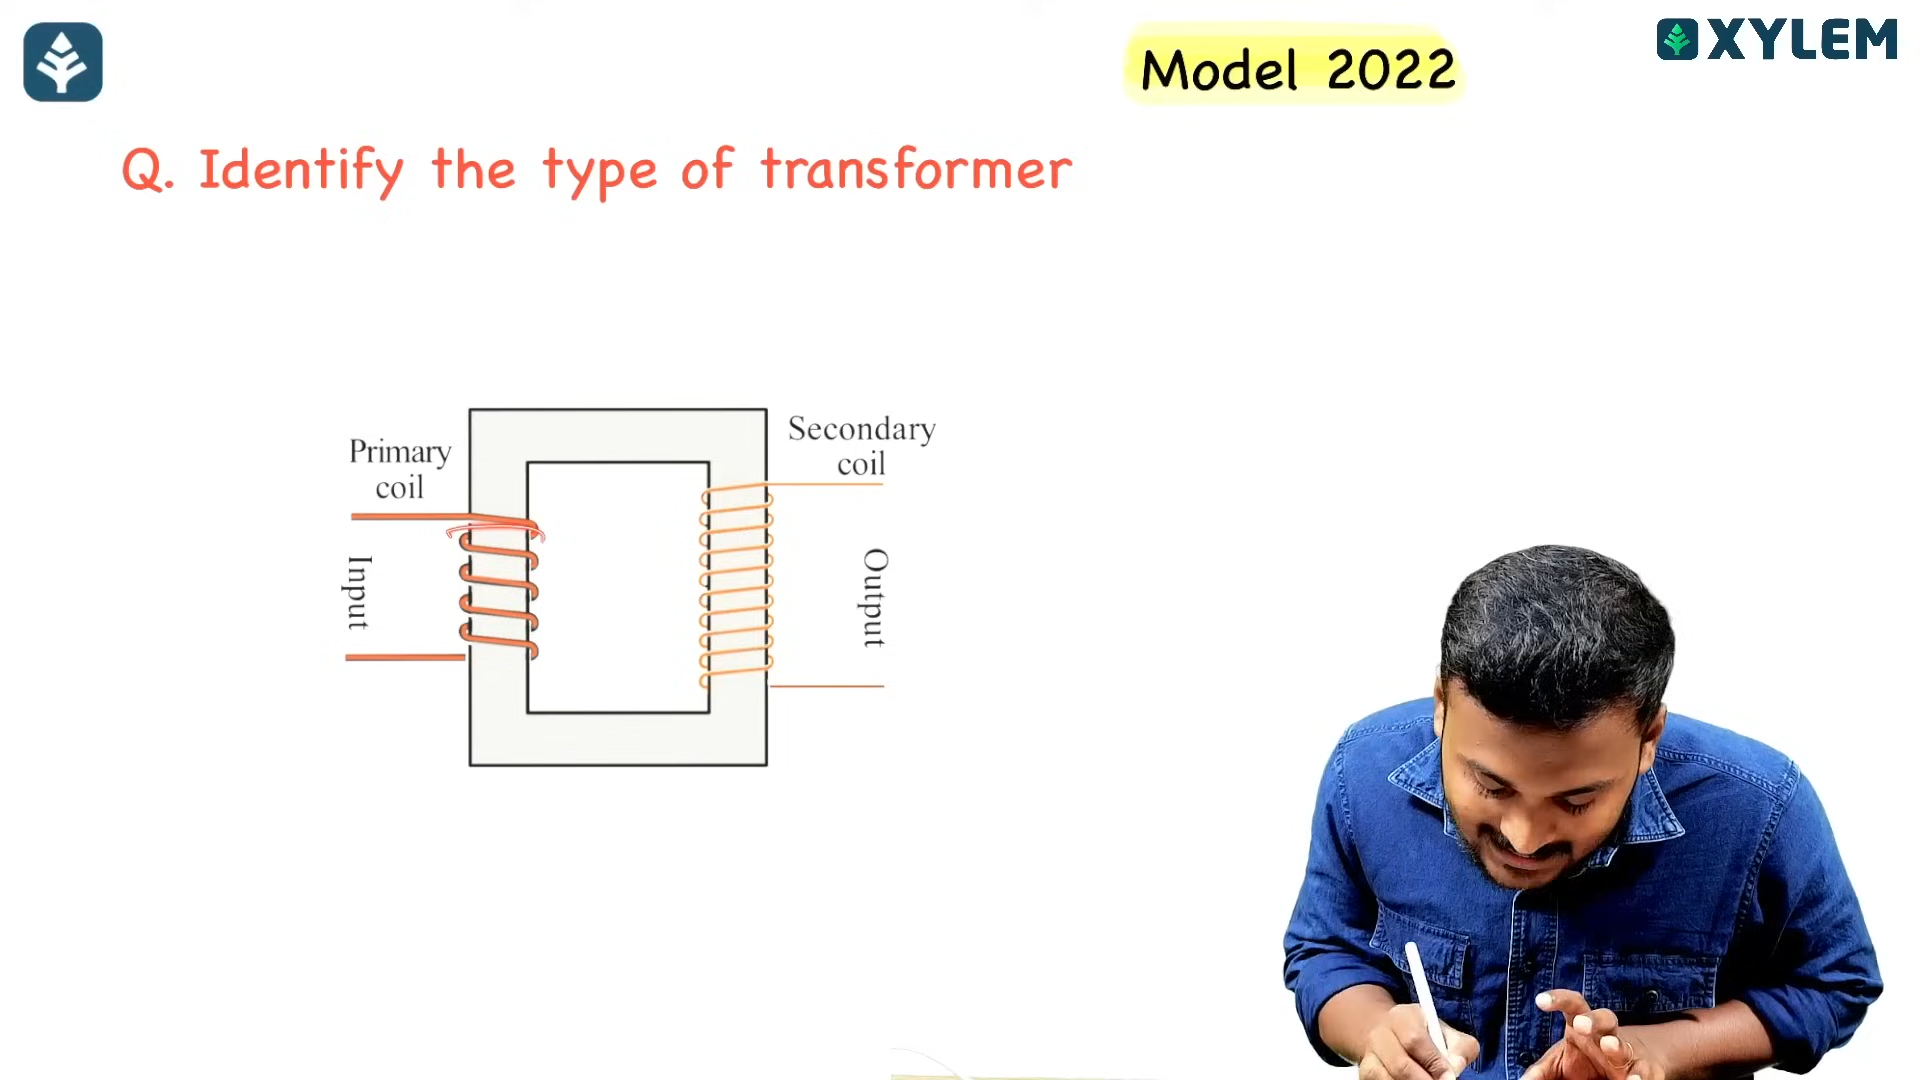 Model 2022
XYLEM
Q. Identify the type of transformer
Primary
coil
Secondary
coil
Input
Output